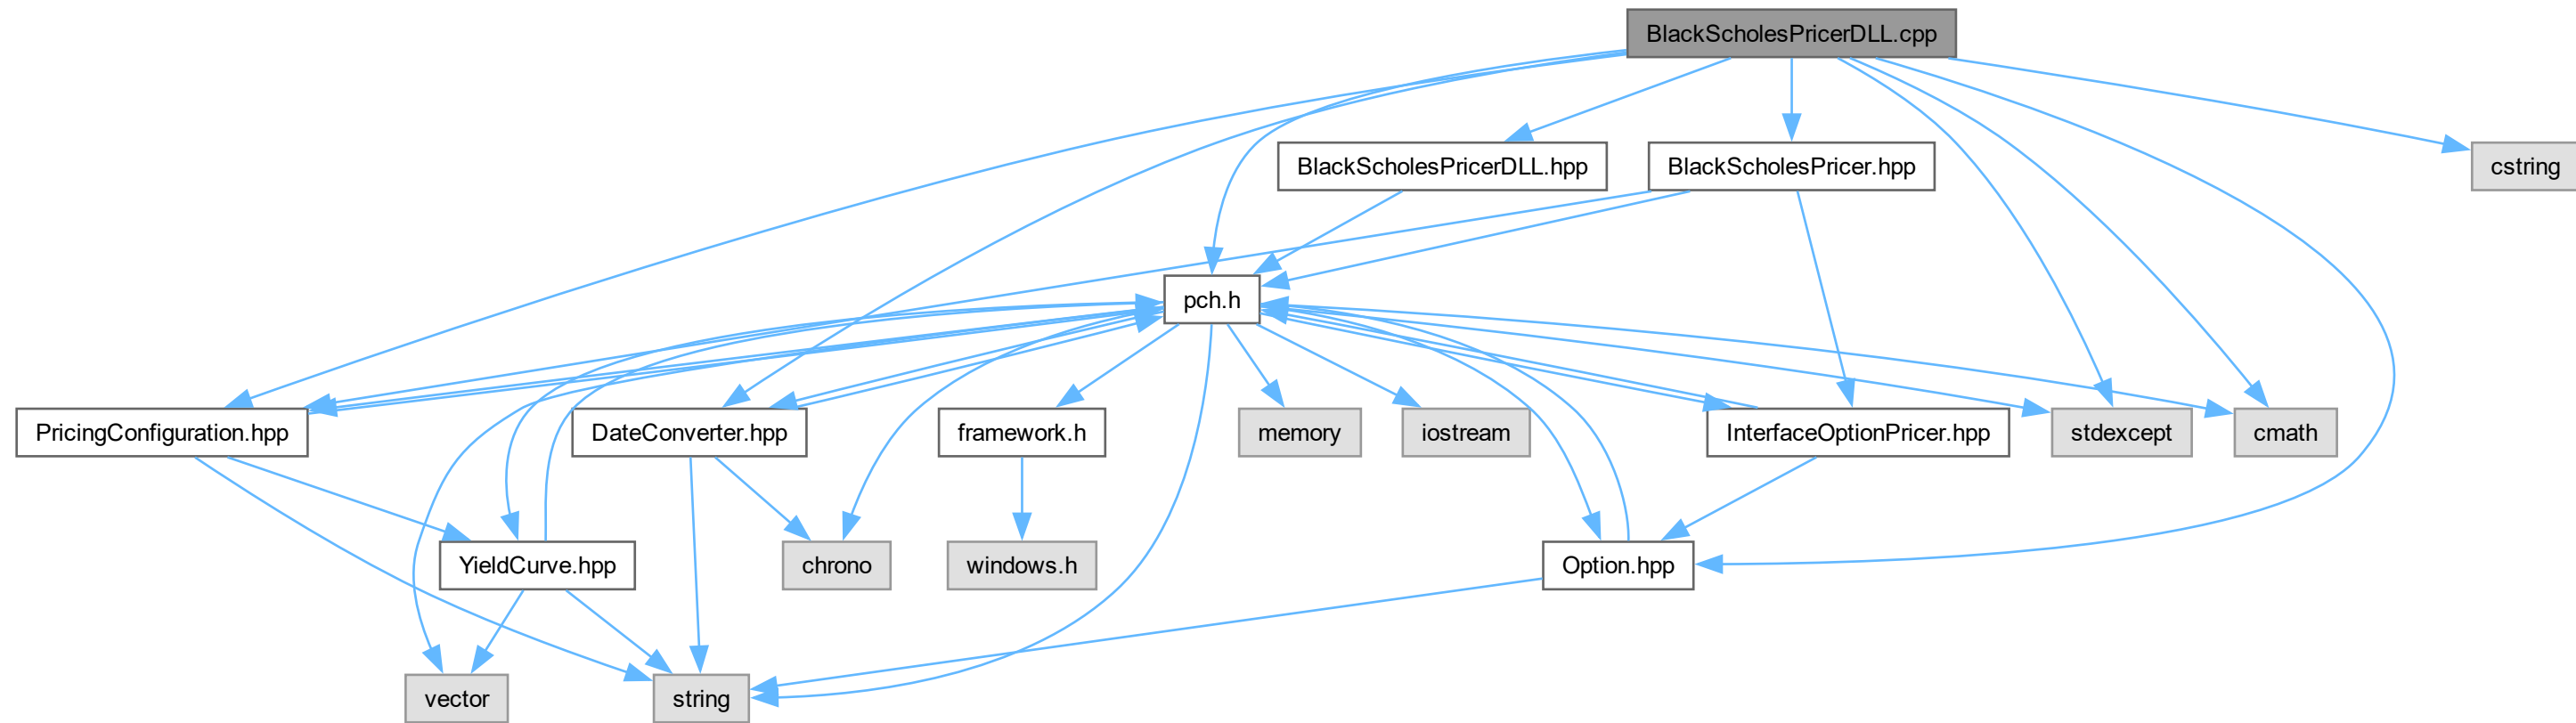 BlackScholesPricerDLL.cpp
BlackScholesPricerDLL.hpp
BlackScholesPricer.hpp
cstring
pch.h
PricingConfiguration.hpp
DateConverter.hpp
framework.h
memory
iostream
InterfaceOptionPricer.hpp
stdexcept
cmath
YieldCurve.hpp
chrono
windows.h
Option.hpp
vector
string